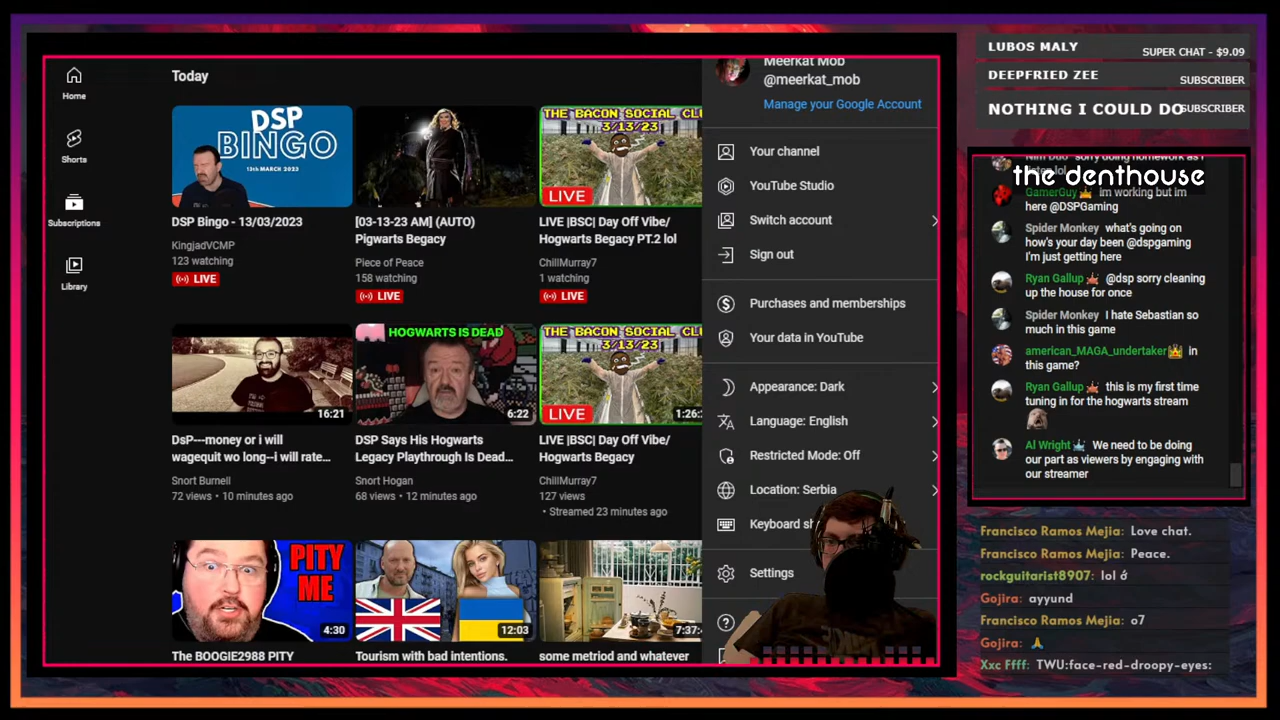 Home
Shorts
Subscriptions
Library
Today
DSP
BINGO
13TH MARCH 2023
DSP Bingo - 13/03/2023
KingjadVCMP
123 watching
LIVE
[03-13-23 AM] (AUTO)
Pigwarts Begacy
Piece of Peace
158 watching
LIVE
THE BACON SOCIAL CLU
3/13/23
LIVE
LIVE |BSC| Day Off Vibe/
Hogwarts Begacy PT.2 lol
ChillMurray7
1 watching
LIVE
16:21
DsP---money or i will
wagequit wo long--i will rate...
Snort Burnell
72 views • 10 minutes ago
HOGWARTS IS DEAD
6:22
DSP Says His Hogwarts
Legacy Playthrough Is Dead...
Snort Hogan
68 views • 12 minutes ago
THE BACON SOCIAL CLU
3/13/23
LIVE
1:26:
LIVE |BSC| Day Off Vibe/
Hogwarts Begacy
ChillMurray7
127 views
• Streamed 23 minutes ago
PITY
ME
4:30
The BOOGIE2988 PITY
12:03
Tourism with bad intentions.
7:37:
some metriod and whatever
Meerkat Mob
@meerkat_mob
Manage your Google Account
Your channel
YouTube Studio
Switch account
Sign out
Purchases and memberships
Your data in YouTube
Appearance: Dark
Language: English
Restricted Mode: Off
Location: Serbia
Keyboard sh
Settings
LUBOS MALY
SUPER CHAT - $9.09
DEEPFRIED ZEE
SUBSCRIBER
NOTHING I COULD DO
SUBSCRIBER
the denthouse
sorry doing homework as i
GamerGuy im working but im
here @DSPGaming
Spider Monkey what's going on
how's your day been @dspgaming
I'm just getting here
Ryan Gallup @dsp sorry cleaning
up the house for once
Spider Monkey I hate Sebastian so
much in this game
american_MAGA_undertaker in
this game?
Ryan Gallup this is my first time
tuning in for the hogwarts stream
Al Wright We need to be doing
our part as viewers by engaging with
our streamer
Francisco Ramos Mejia: Love chat.
Francisco Ramos Mejia: Peace.
rockguitarist8907: lol ớ
Gojira: ayyund
Francisco Ramos Mejia: o7
Gojira: 🙏
Xxc Ffff: TWU:face-red-droopy-eyes: